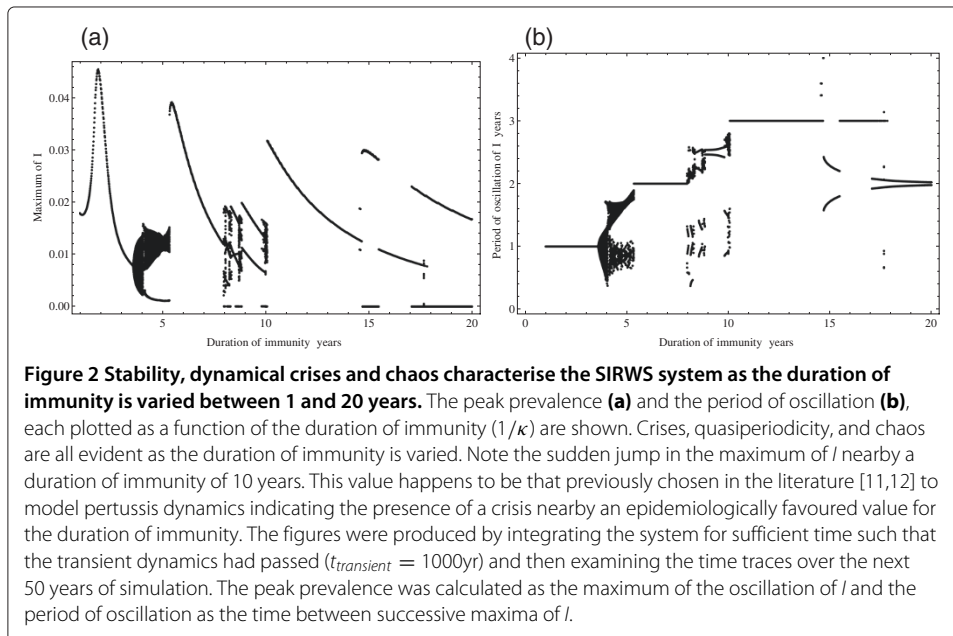 (a)
(b)
0.04
0.03
0.02
0.01
0.00
Maximum of I
5
10
15
20
Duration of immunity years
4
3
2
1
0
Period of oscillation of I years
0
5
10
15
20
Duration of immunity years
Figure 2 Stability, dynamical crises and chaos characterise the SIRWS system as the duration of
immunity is varied between 1 and 20 years. The peak prevalence (a) and the period of oscillation (b),
each plotted as a function of the duration of immunity (1/κ) are shown. Crises, quasiperiodicity, and chaos
are all evident as the duration of immunity is varied. Note the sudden jump in the maximum of I nearby a
duration of immunity of 10 years. This value happens to be that previously chosen in the literature [11,12] to
model pertussis dynamics indicating the presence of a crisis nearby an epidemiologically favoured value for
the duration of immunity. The figures were produced by integrating the system for sufficient time such that
the transient dynamics had passed (ttransient = 1000yr) and then examining the time traces over the next
50 years of simulation. The peak prevalence was calculated as the maximum of the oscillation of I and the
period of oscillation as the time between successive maxima of I.